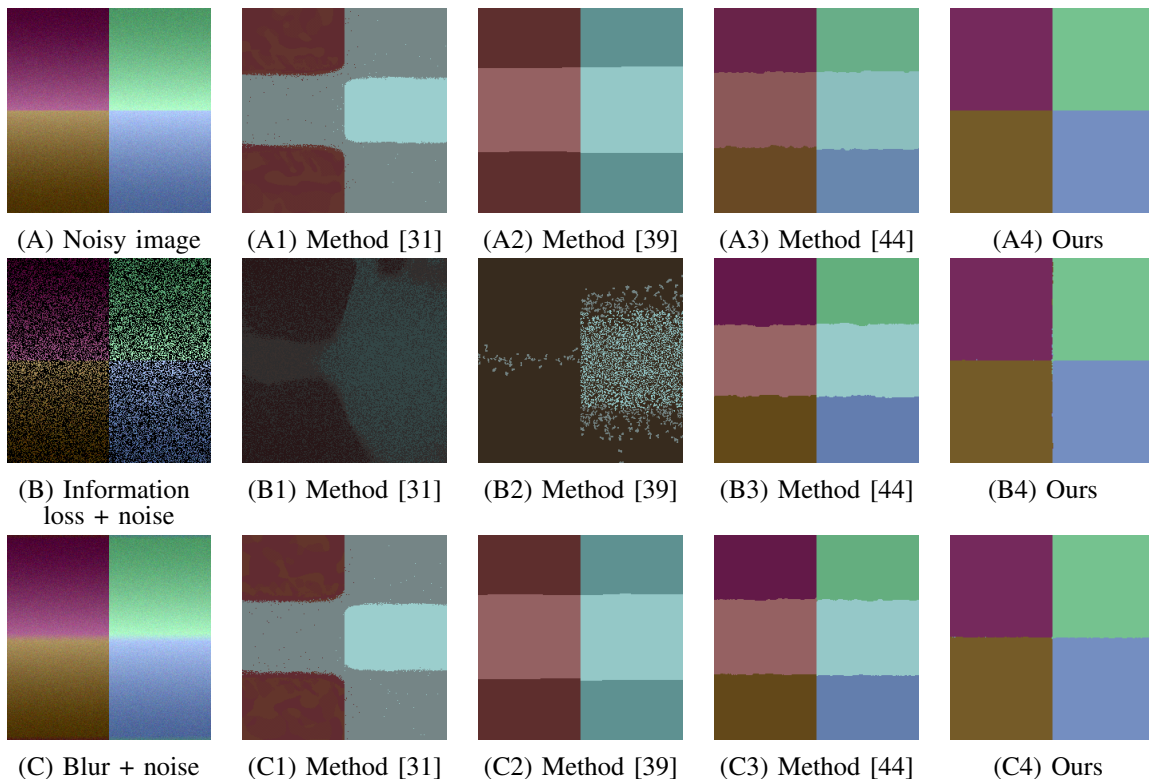 (A) Noisy image
(A1) Method [31]
(A2) Method [39]
(A3) Method [44]
(A4) Ours
(B) Information
loss + noise
(B1) Method [31]
(B2) Method [39]
(B3) Method [44]
(B4) Ours
(C) Blur + noise
(C1) Method [31]
(C2) Method [39]
(C3) Method [44]
(C4) Ours